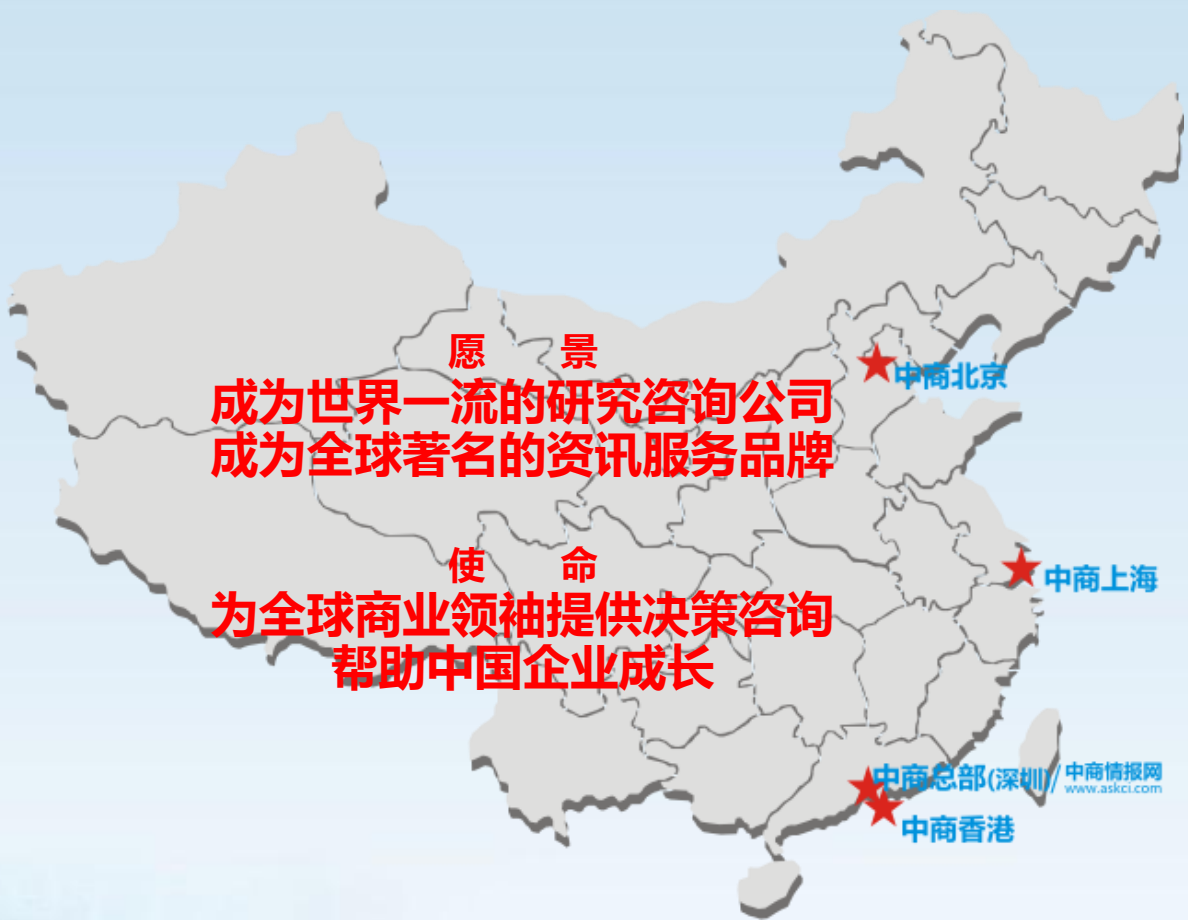 愿 景
成为世界一流的研究咨询公司
成为全球著名的资讯服务品牌
中商北京
使 命
为全球商业领袖提供决策咨询
帮助中国企业成长
中商上海
中商总部(深圳)/中商情报网
www.askci.com
中商香港